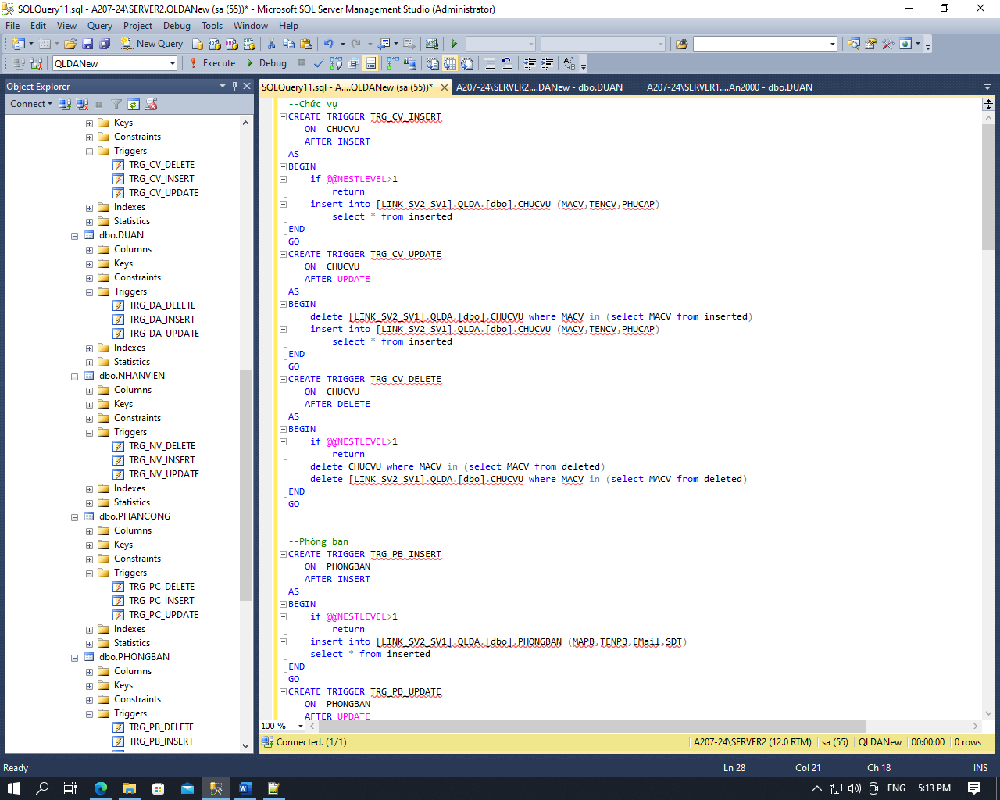 SQLQuery11.sql - A207-24\SERVER2.QLDANew (sa (55))* - Microsoft SQL Server Management Studio (Administrator)
File Edit View Query Project Debug Tools Window Help
New Query
QLDANew Execute Debug
Object Explorer
Connect
Keys
Constraints
Triggers
TRG_CV_DELETE
TRG_CV_INSERT
TRG_CV_UPDATE
Indexes
Statistics
dbo.DUAN
Columns
Keys
Constraints
Triggers
TRG_DA_DELETE
TRG_DA_INSERT
TRG_DA_UPDATE
Indexes
Statistics
dbo.NHANVIEN
Columns
Keys
Constraints
Triggers
TRG_NV_DELETE
TRG_NV_INSERT
TRG_NV_UPDATE
Indexes
Statistics
dbo.PHANCONG
Columns
Keys
Constraints
Triggers
TRG_PC_DELETE
TRG_PC_INSERT
TRG_PC_UPDATE
Indexes
Statistics
dbo.PHONGBAN
Columns
Keys
Constraints
Triggers
TRG_PB_DELETE
TRG_PB_INSERT
SQLQuery11.sql - A....QLDANew (sa (55))* A207-24\SERVER2....DANew - dbo.DUAN A207-24\SERVER1....An2000 - dbo.DUAN
--Chức vụ
CREATE TRIGGER TRG_CV_INSERT
ON CHUCVU
AFTER INSERT
AS
BEGIN
if @@NESTLEVEL>1
return
insert into [LINK_SV2_SV1].QLDA.[dbo].CHUCVU (MACV,TENCV,PHUCAP)
select * from inserted
END
GO
CREATE TRIGGER TRG_CV_UPDATE
ON CHUCVU
AFTER UPDATE
AS
BEGIN
delete [LINK_SV2_SV1].QLDA.[dbo].CHUCVU where MACV in (select MACV from inserted)
insert into [LINK_SV2_SV1].QLDA.[dbo].CHUCVU (MACV,TENCV,PHUCAP)
select * from inserted
END
GO
CREATE TRIGGER TRG_CV_DELETE
ON CHUCVU
AFTER DELETE
AS
BEGIN
if @@NESTLEVEL>1
return
delete CHUCVU where MACV in (select MACV from deleted)
delete [LINK_SV2_SV1].QLDA.[dbo].CHUCVU where MACV in (select MACV from deleted)
END
GO
--Phòng ban
CREATE TRIGGER TRG_PB_INSERT
ON PHONGBAN
AFTER INSERT
AS
BEGIN
if @@NESTLEVEL>1
return
insert into [LINK_SV2_SV1].QLDA.[dbo].PHONGBAN (MAPB,TENPB,EMail,SDT)
select * from inserted
END
GO
CREATE TRIGGER TRG_PB_UPDATE
ON PHONGBAN
AFTER UPDATE
100 %
Connected. (1/1) A207-24\SERVER2 (12.0 RTM) sa (55) QLDANew 00:00:00 0 rows
Ready Ln 28 Col 21 Ch 18 INS
ENG 5:13 PM